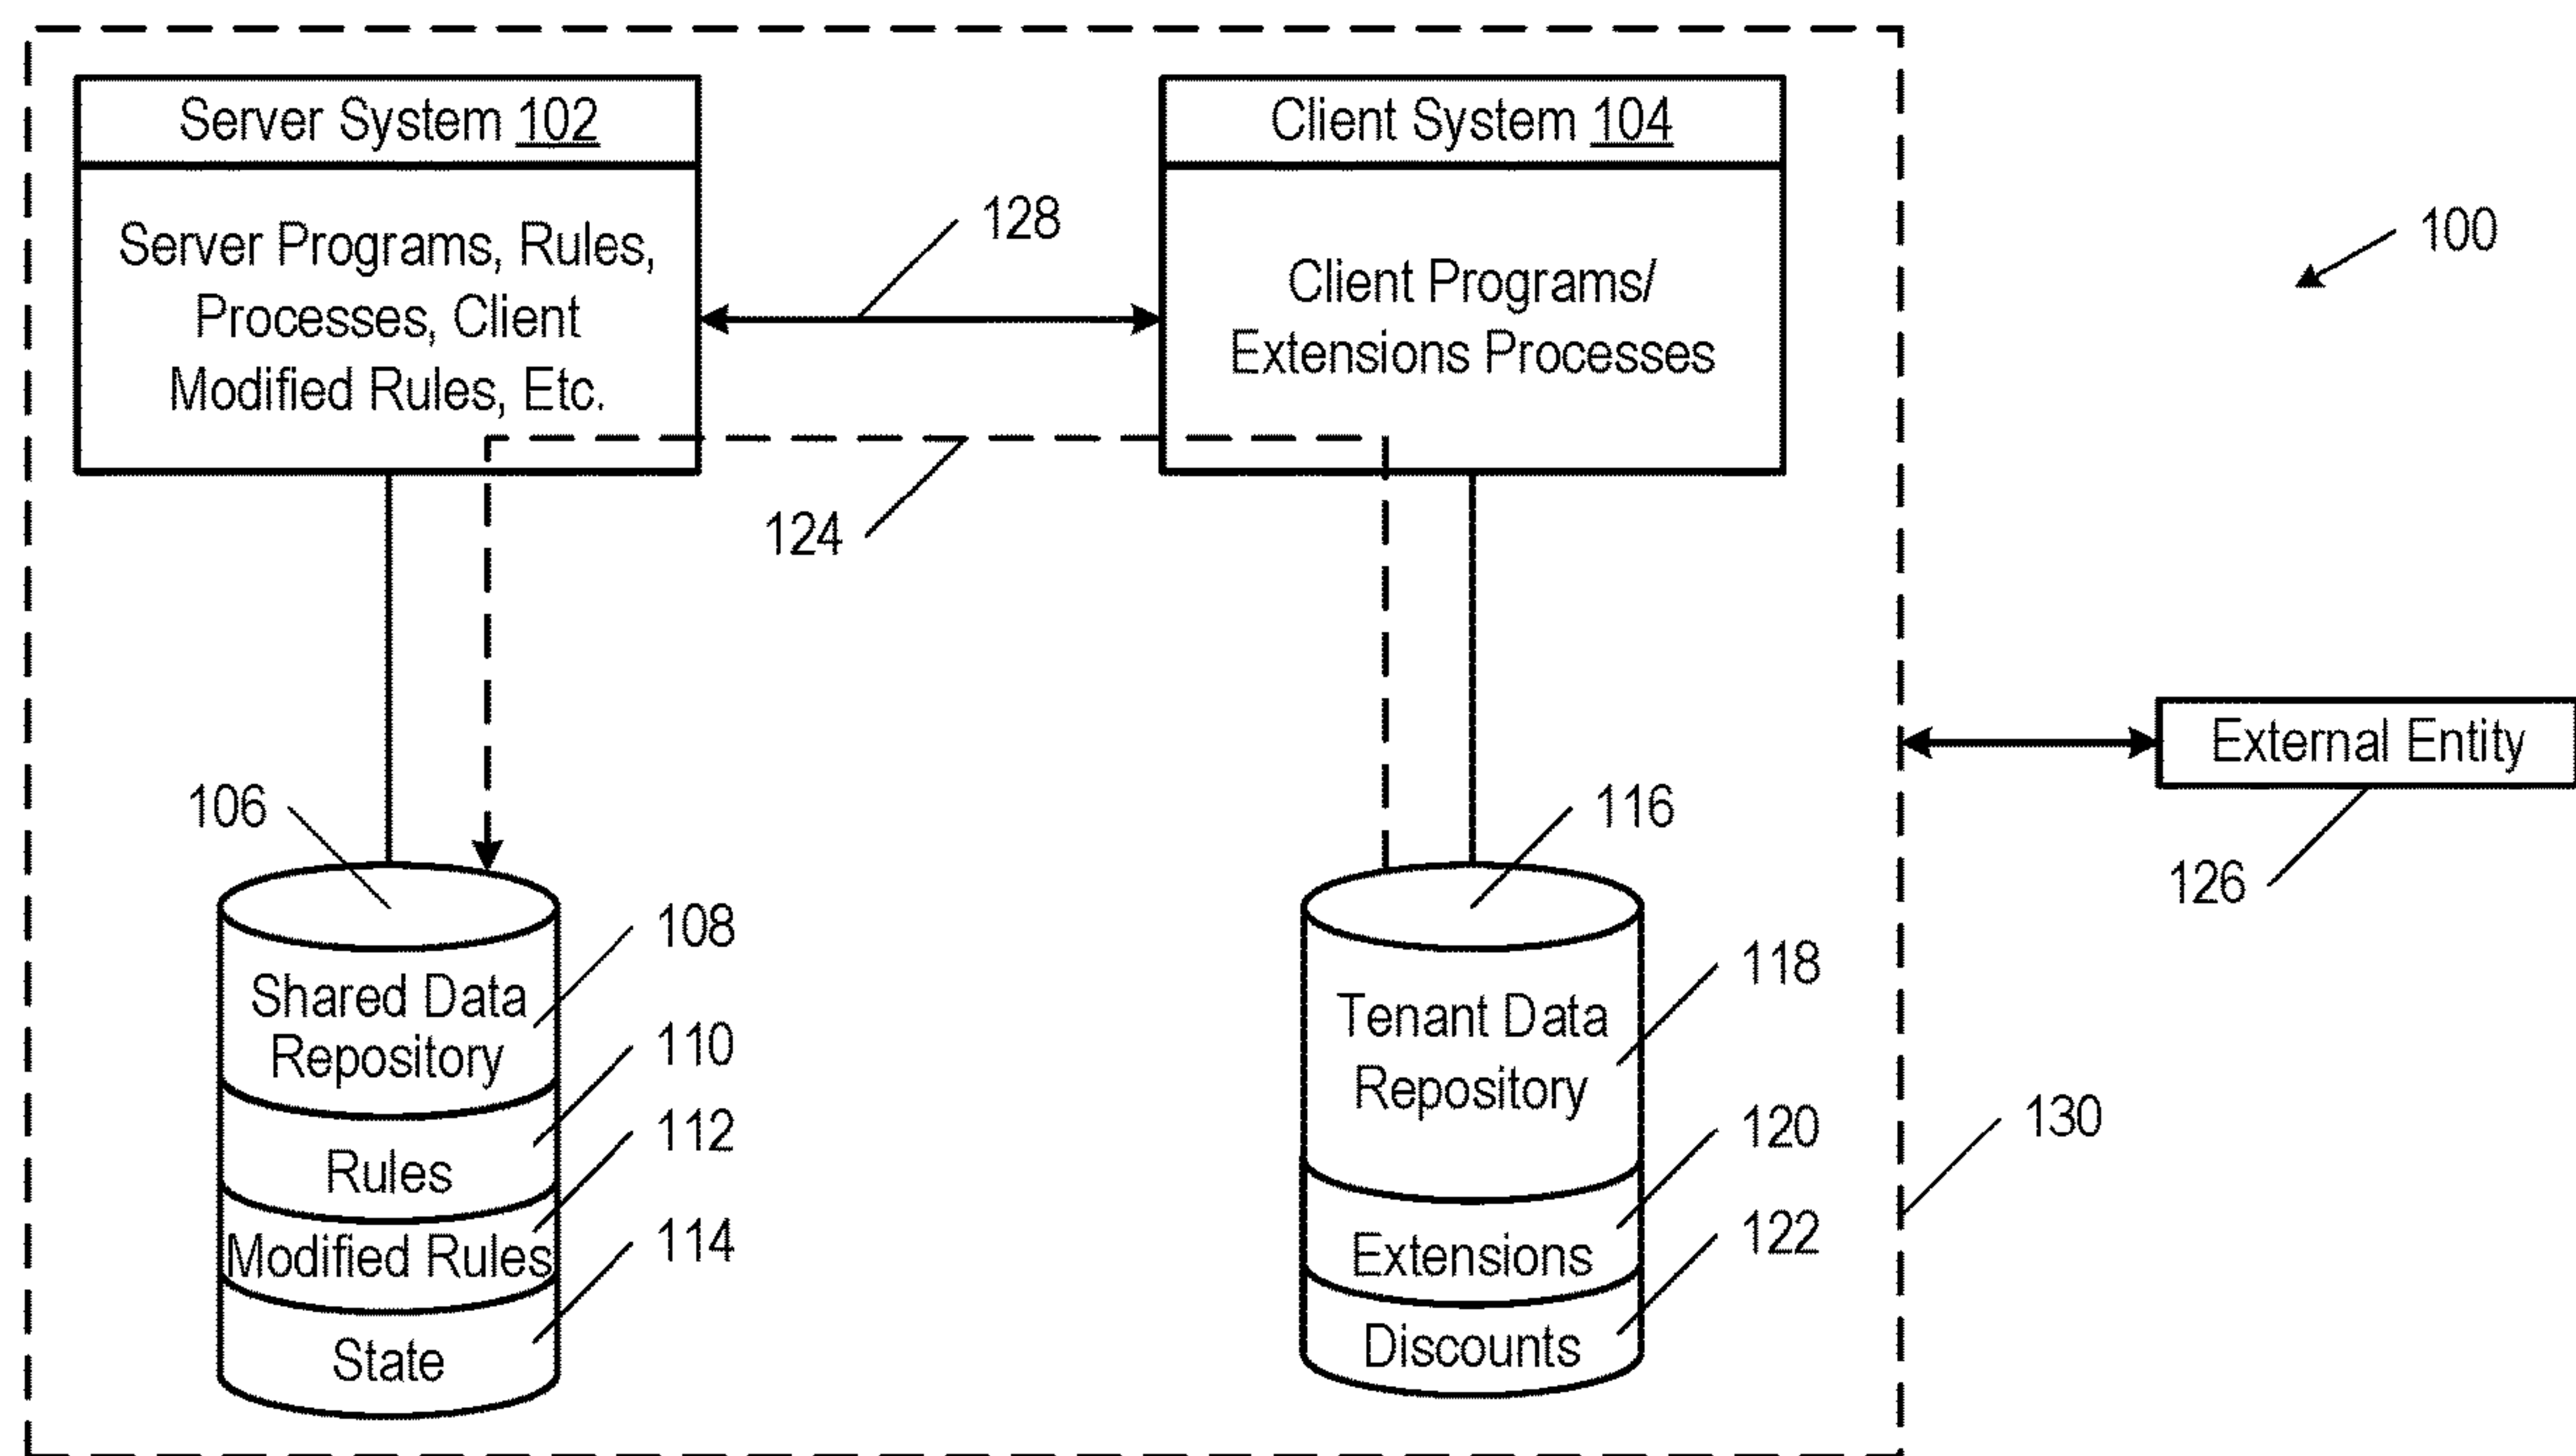 Server System 102
Server Programs, Rules,
Processes, Client
Modified Rules, Etc.
Client System 104
Client Programs/
Extensions Processes
128
100
124
External Entity
126
106
108
Shared Data
Repository
110
Rules
112
Modified Rules
114
State
116
118
Tenant Data
Repository
120
Extensions
122
Discounts
130